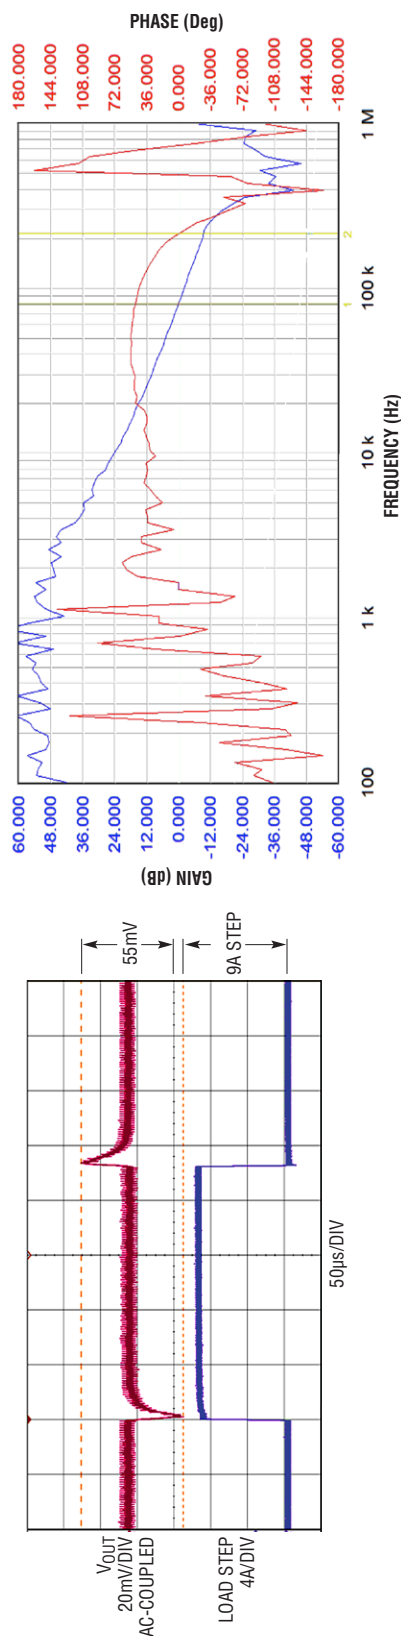 V_OUT
20mV/DIV
AC-COUPLED
LOAD STEP
4A/DIV
55mV
9A STEP
50µs/DIV
GAIN (dB)
60.000
48.000
36.000
24.000
12.000
0.000
-12.000
-24.000
-36.000
-48.000
-60.000
PHASE (Deg)
180.000
144.000
108.000
72.000
36.000
0.000
-36.000
-72.000
-108.000
-144.000
-180.000
1
2
100
1 k
10 k
100 k
1 M
FREQUENCY (Hz)